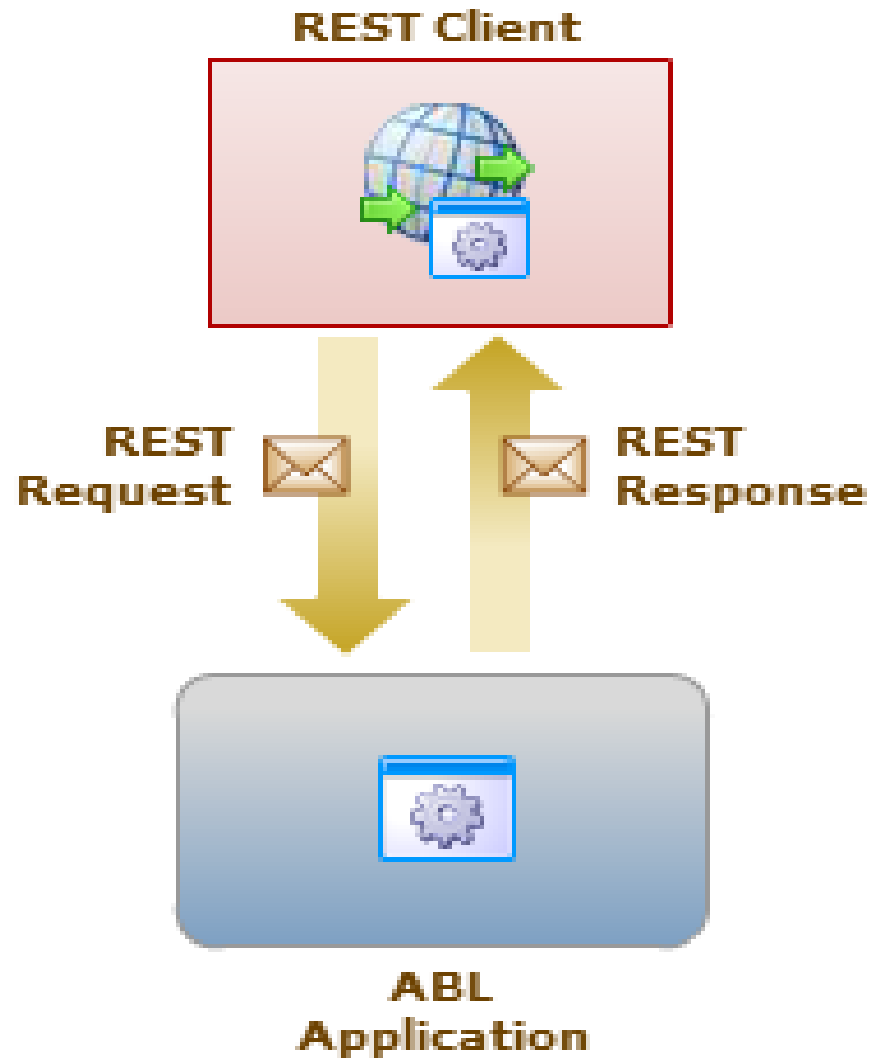 REST Client
REST
Request
REST
Response
ABL
Application